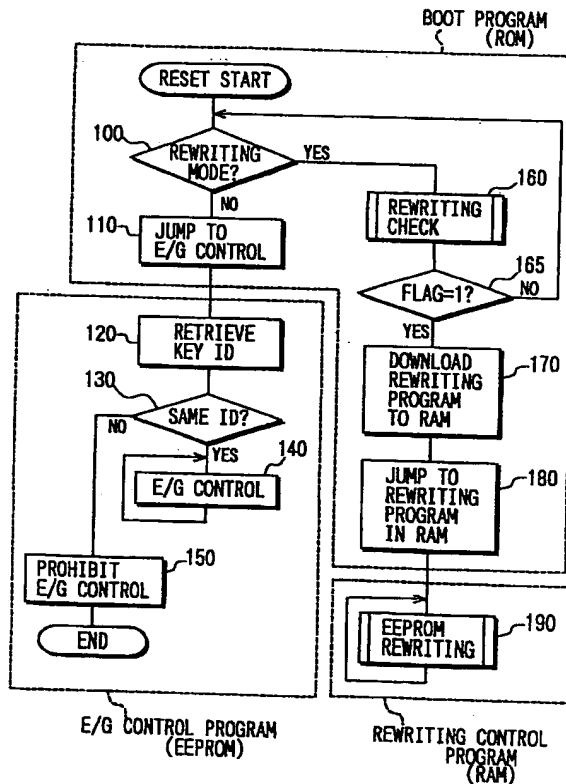 BOOT PROGRAM
(ROM)
RESET START
100
REWRITING
MODE?
YES
NO
160
REWRITING
CHECK
110
JUMP TO
E/G CONTROL
165
FLAG=1?
NO
YES
120
RETRIEVE
KEY ID
170
DOWNLOAD
REWRITING
PROGRAM
TO RAM
130
SAME ID?
NO
YES
140
E/G CONTROL
180
JUMP TO
REWRITING
PROGRAM
IN RAM
150
PROHIBIT
E/G CONTROL
END
190
EEPROM
REWRITING
E/G CONTROL PROGRAM
(EEPROM)
REWRITING CONTROL
PROGRAM
(RAM)